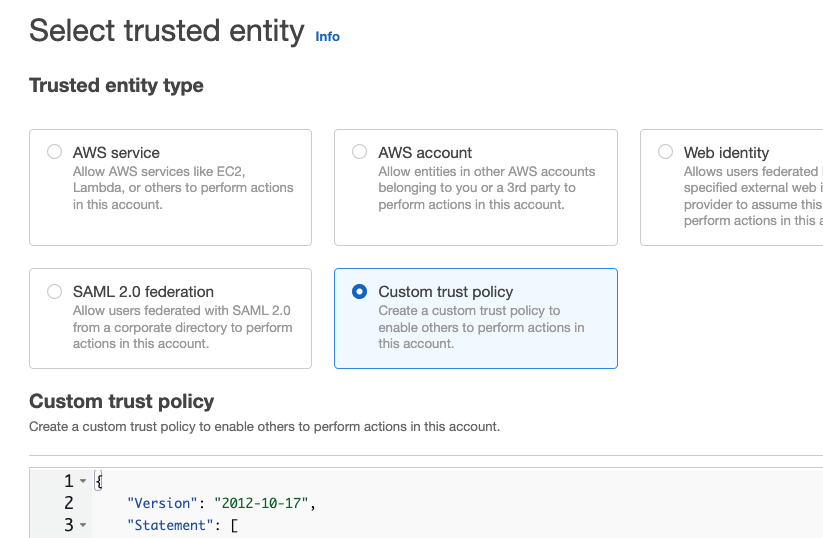 Select trusted entity Info
Trusted entity type
AWS service
Allow AWS services like EC2,
Lambda, or others to perform actions
in this account.
AWS account
Allow entities in other AWS accounts
belonging to you or a 3rd party to
perform actions in this account.
Web identity
Allows users federated
specified external web
provider to assume this
perform actions in this
SAML 2.0 federation
Allow users federated with SAML 2.0
from a corporate directory to perform
actions in this account.
Custom trust policy
Create a custom trust policy to
enable others to perform actions in
this account.
Custom trust policy
Create a custom trust policy to enable others to perform actions in this account.
1 {
2 "Version": "2012-10-17",
3 "Statement": [